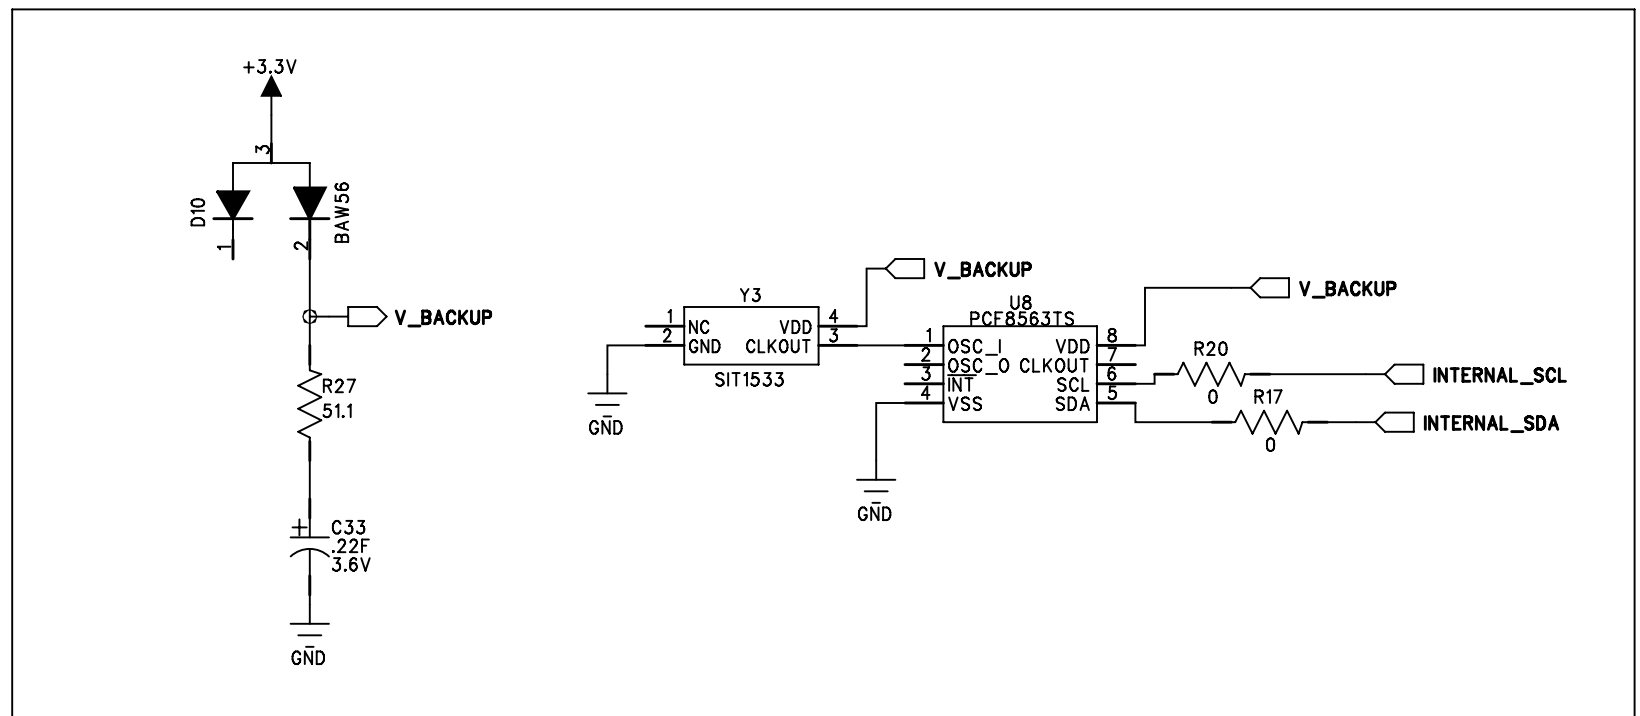 +3.3V
3
D10
BAW56
1
2
V_BACKUP
R27
51.1
C33
+
.22F
3.6V
GND
Y3
V_BACKUP
1
NC
VDD
4
2
GND
CLKOUT
3
SIT1533
GND
U8
PCF8563TS
V_BACKUP
1
OSC_I
VDD
8
2
OSC_O
CLKOUT
7
3
INT
SCL
6
4
VSS
SDA
5
GND
R20
0
INTERNAL_SCL
R17
0
INTERNAL_SDA